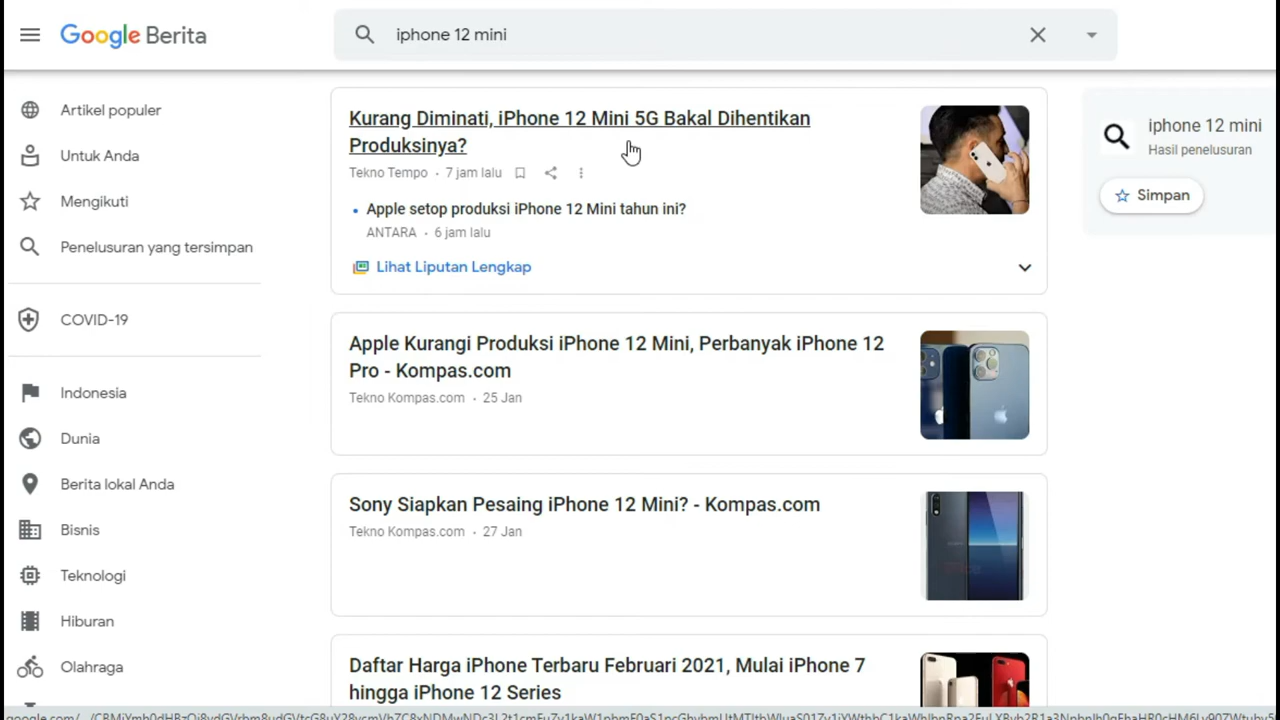 Google Berita
iphone 12 mini
Artikel populer
Untuk Anda
Mengikuti
Penelusuran yang tersimpan
COVID-19
Indonesia
Dunia
Berita lokal Anda
Bisnis
Teknologi
Hiburan
Olahraga
Kurang Diminati, iPhone 12 Mini 5G Bakal Dihentikan
Produksinya?
Tekno Tempo · 7 jam lalu
• Apple setop produksi iPhone 12 Mini tahun ini?
ANTARA · 6 jam lalu
Lihat Liputan Lengkap
Apple Kurangi Produksi iPhone 12 Mini, Perbanyak iPhone 12
Pro - Kompas.com
Tekno Kompas.com · 25 Jan
Sony Siapkan Pesaing iPhone 12 Mini? - Kompas.com
Tekno Kompas.com · 27 Jan
Daftar Harga iPhone Terbaru Februari 2021, Mulai iPhone 7
hingga iPhone 12 Series
iphone 12 mini
Hasil penelusuran
Simpan